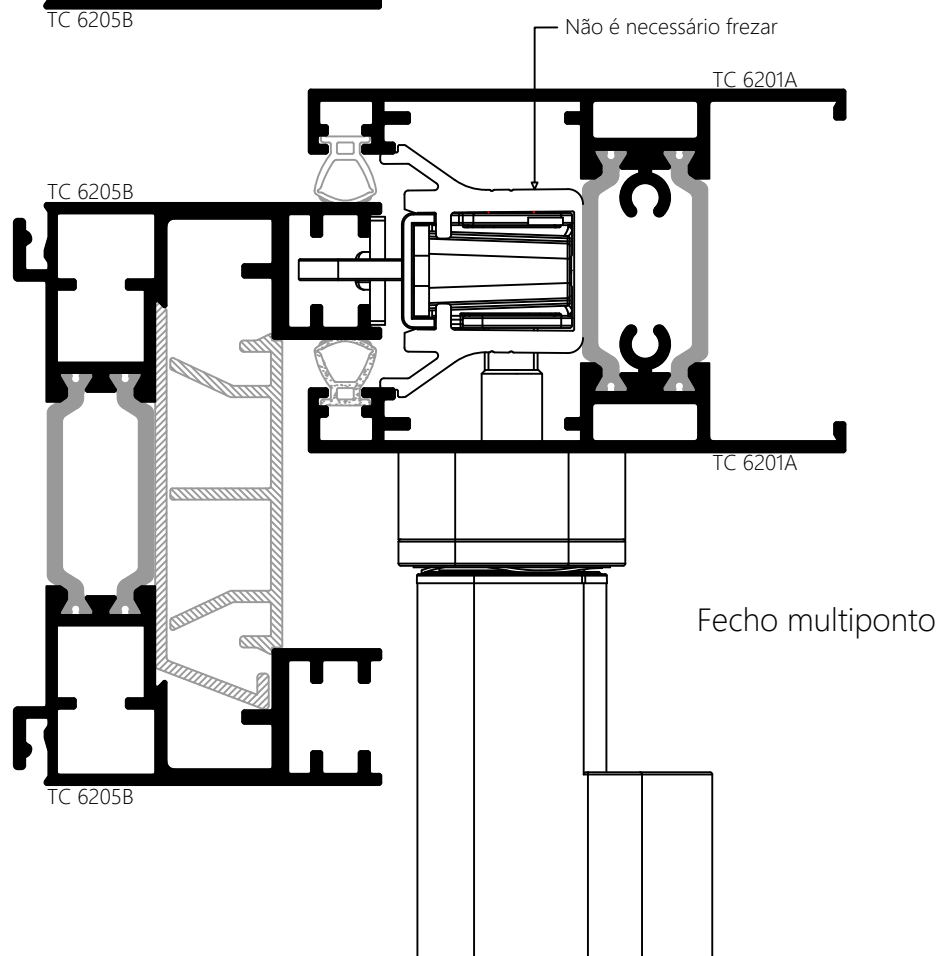 TC 6205B
Não é necessário frezar
TC 6201A
TC 6205B
TC 6201A
Fecho multiponto
TC 6205B